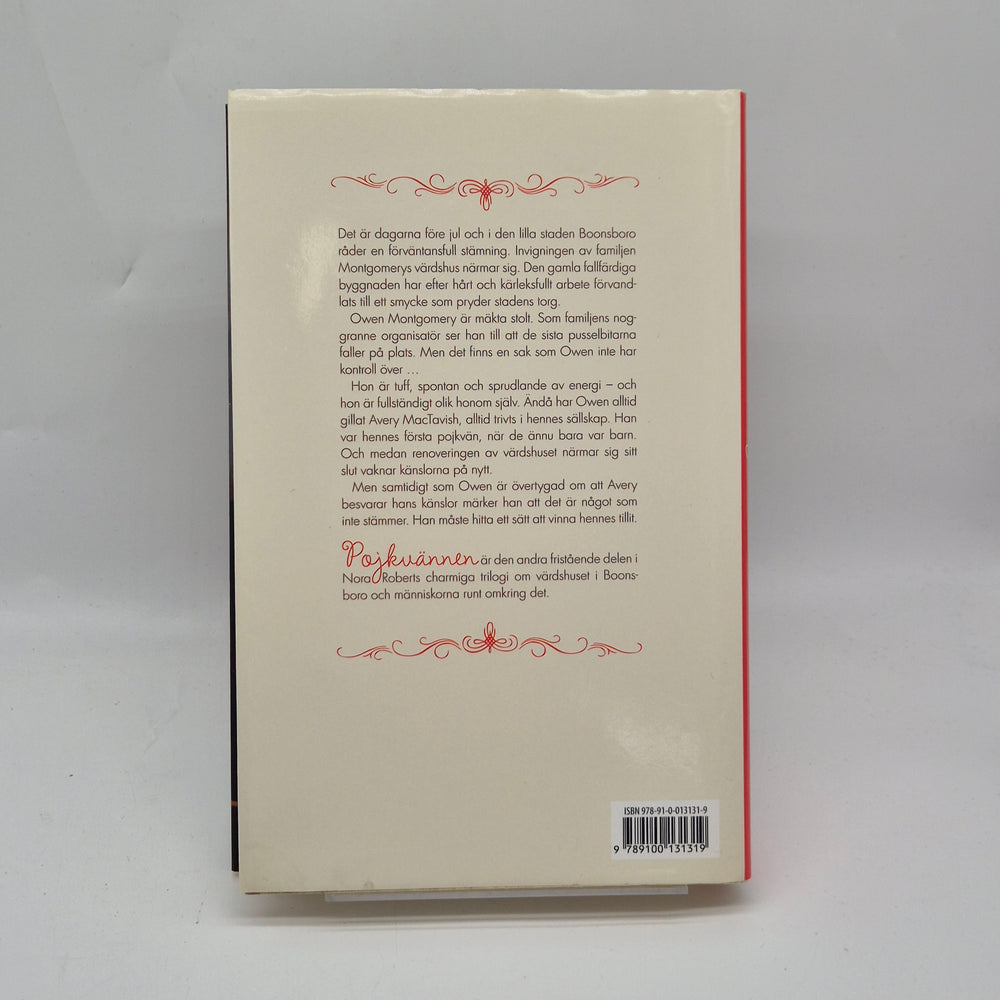 Det är dagarna före jul och i den lilla staden Boonsboro
råder en förväntansfull stämning. Invigningen av familjen
Montgomerys värdshus närmar sig. Den gamla fallfärdiga
byggnaden har efter hårt och kärleksfullt arbete förvand-
lats till ett smycke som pryder stadens torg.
Owen Montgomery är mäkta stolt. Som familjens nog-
granne organisatör ser han till att de sista pusselbitarna
faller på plats. Men det finns en sak som Owen inte har
kontroll över …
Hon är tuff, spontan och sprudlande av energi – och
hon är fullständigt olik honom själv. Ändå har Owen alltid
gillat Avery MacTavish, alltid trivts i hennes sällskap. Han
var hennes första pojkvän, när de ännu bara var barn.
Och medan renoveringen av värdshuset närmar sig sitt
slut vaknar känslorna på nytt.
Men samtidigt som Owen är övertygad om att Avery
besvarar hans känslor märker han att det är något som
inte stämmer. Han måste hitta ett sätt att vinna hennes tillit.
Pojkvännen är den andra fristående delen i
Nora Roberts charmiga trilogi om värdshuset i Boons-
boro och människorna runt omkring det.
ISBN 978-91-0-013131-9
9 789100 131319